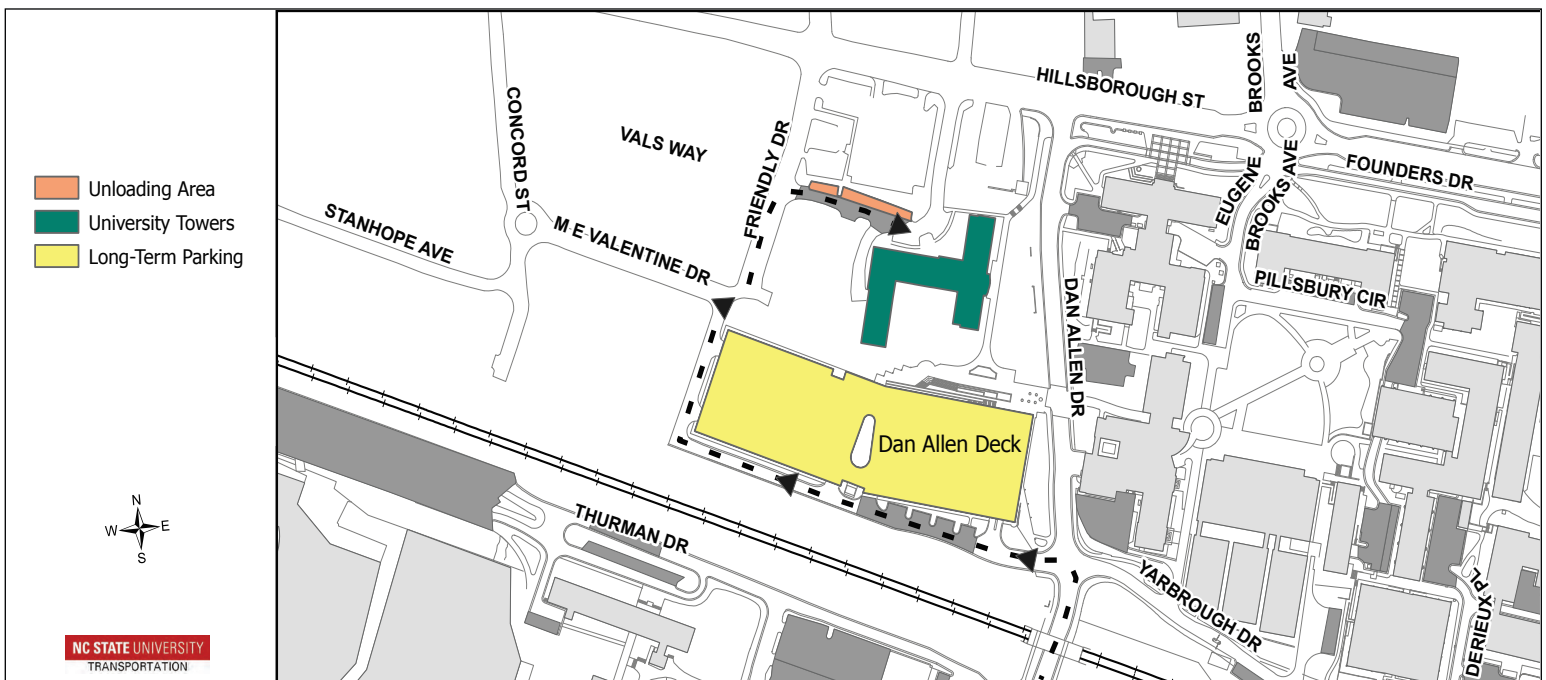 Unloading Area
University Towers
Long-Term Parking
N
W
E
S
NC STATE UNIVERSITY
TRANSPORTATION
HILLSBOROUGH ST
BROOKS
AVE
CONCORD ST
VALS WAY
FRIENDLY DR
EUGENE
BROOKS AVE
FOUNDERS DR
STANHOPE AVE
M E VALENTINE DR
DAN ALLEN DR
PILLSBURY CIR
Dan Allen Deck
THURMAN DR
YARBROUGH DR
DERIEUX PL